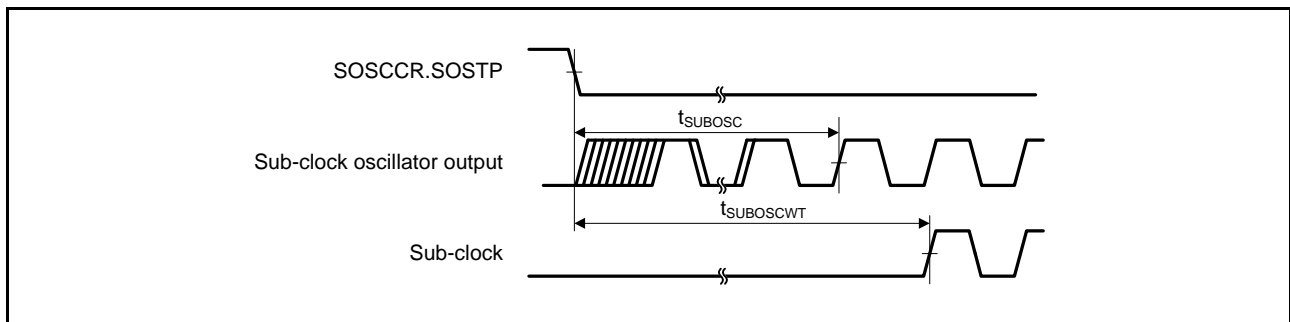 SOSCCR.SOSTP
tSUBOSC
Sub-clock oscillator output
tSUBOSCWT
Sub-clock